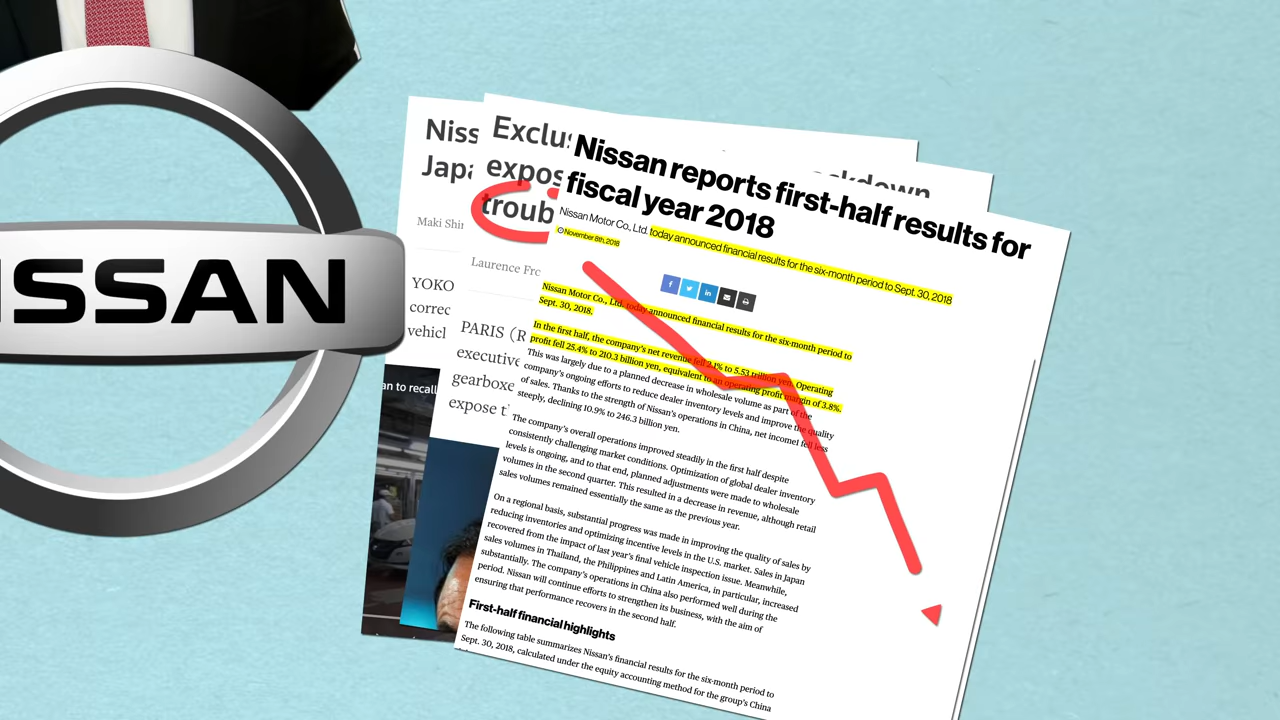 ISSAN
Niss
Japa
Maki Shi
YOKO
correc
vehicl
an to recall
Exclus
expos
troub
Laurence Fro
PARIS (R
executive
gearbox
expose t
ckdown
Nissan reports first-half results for
fiscal year 2018
Nissan Motor Co., Ltd. today announced financial results for the six-month period to Sept. 30, 2018
November 8th, 2018
Nissan Motor Co., Ltd. today announced financial results for the six-month period to
Sept. 30, 2018.
In the first half, the company's net revenue fell 2.1% to 5.53 trillion yen. Operating
profit fell 25.4% to 210.3 billion yen, equivalent to an operating profit margin of 3.8%.
This was largely due to a planned decrease in wholesale volume as part of the
company's ongoing efforts to reduce dealer inventory levels and improve the quality
of sales. Thanks to the strength of Nissan's operations in China, net income1 fell less
steeply, declining 10.9% to 246.3 billion yen.
The company's overall operations improved steadily in the first half despite
consistently challenging market conditions. Optimization of global dealer inventory
levels is ongoing, and to that end, planned adjustments were made to wholesale
volumes in the second quarter. This resulted in a decrease in revenue, although retail
sales volumes remained essentially the same as the previous year.
On a regional basis, substantial progress was made in improving the quality of sales by
reducing inventories and optimizing incentive levels in the U.S. market. Sales in Japan
recovered from the impact of last year's final vehicle inspection issue. Meanwhile,
sales volumes in Thailand, the Philippines and Latin America, in particular, increased
substantially. The company's operations in China also performed well during the
period. Nissan will continue efforts to strengthen its business, with the aim of
ensuring that performance recovers in the second half.
First-half financial highlights
The following table summarizes Nissan's financial results for the six-month period to
Sept. 30, 2018, calculated under the equity accounting method for the group's China